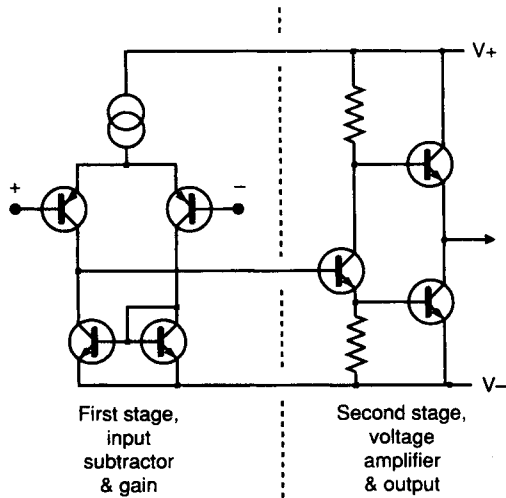 V+
+
−
V−
First stage,
input
subtractor
& gain
Second stage,
voltage
amplifier
& output